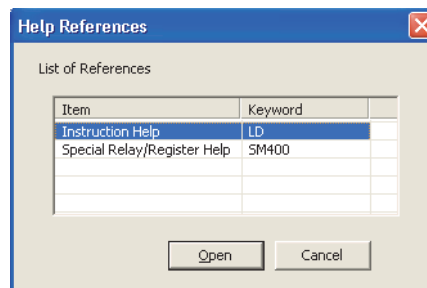 Help References
List of References
Item Keyword
Instruction Help LD
Special Relay/Register Help SM400
Open Cancel